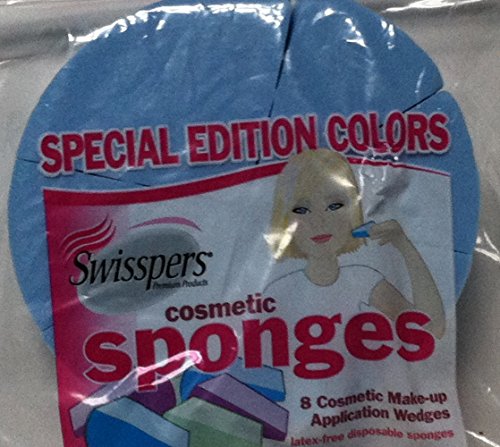 SPECIAL EDITION COLORS
Swisspers®
Premium Products
cosmetic
sponges
8 Cosmetic Make-up
Application Wedges
latex-free disposable sponges